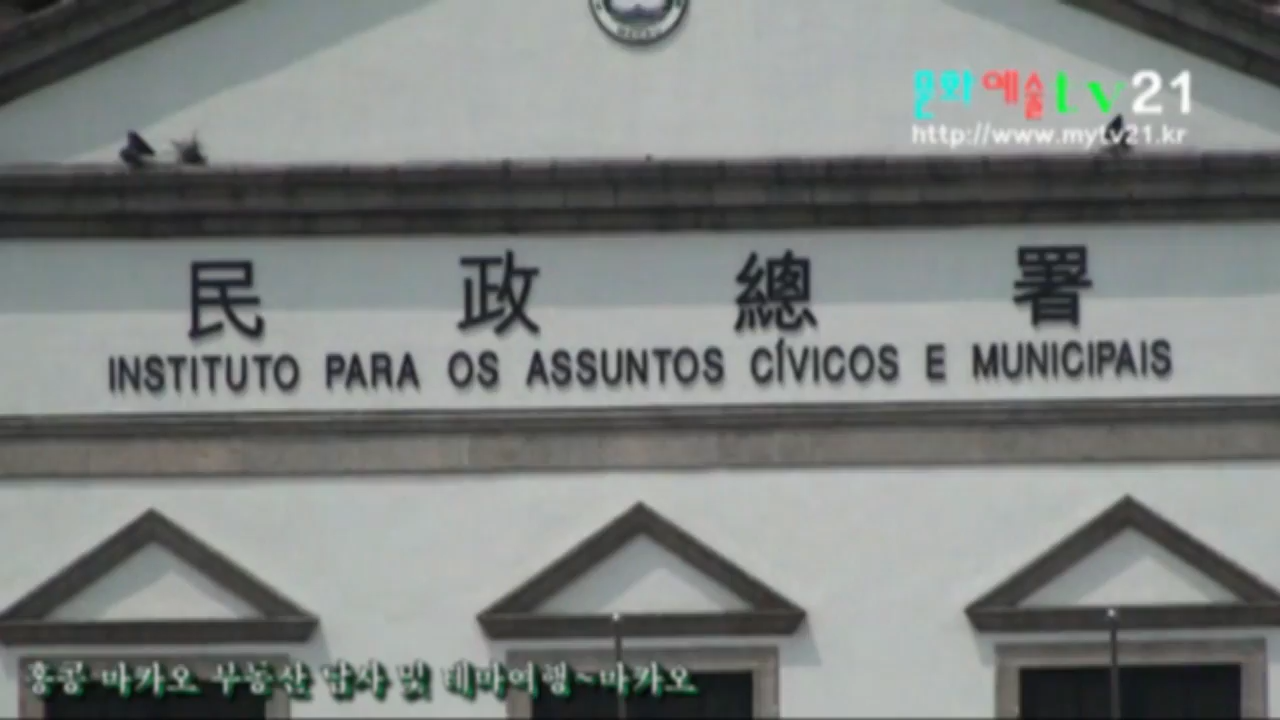 문화예술tv21
http://www.mytv21.kr
民政總署
INSTITUTO PARA OS ASSUNTOS CÍVICOS E MUNICIPAIS
홍콩 마카오 부동산 답사 및 테마여행~마카오